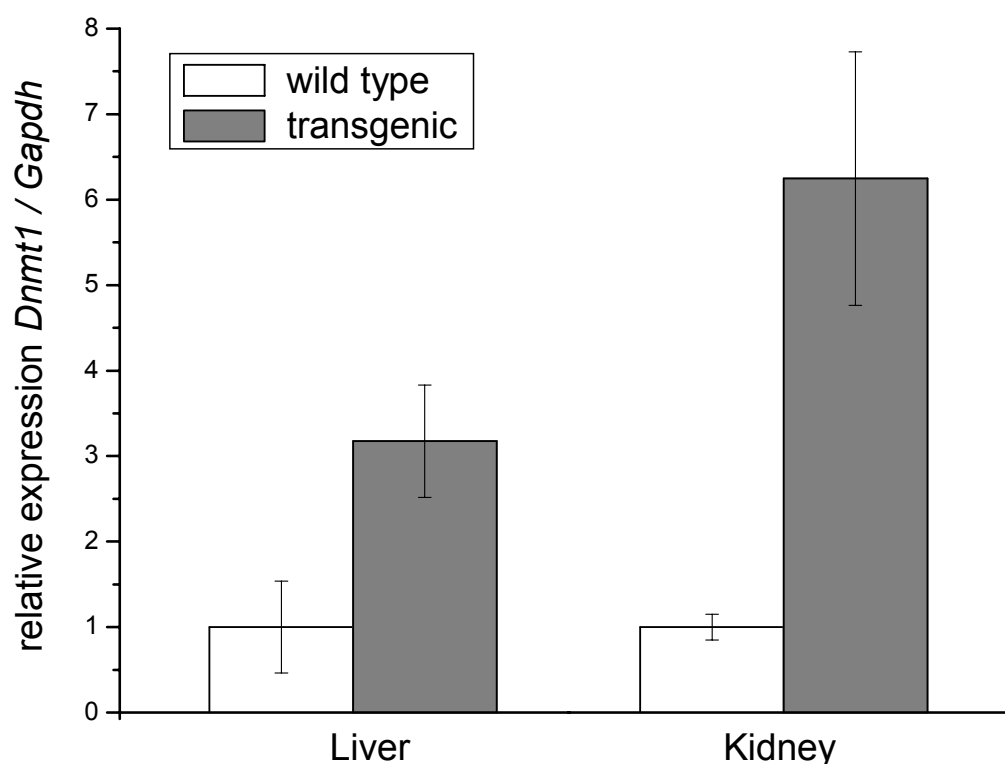 relative expression Dnmt1 / Gapdh
8
7
6
5
4
3
2
1
0
wild type
transgenic
Liver
Kidney